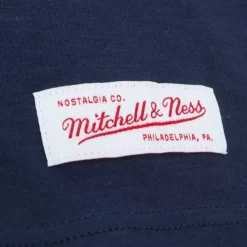 NOSTALGIA CO.
Mitchell & Ness
PHILADELPHIA, PA.